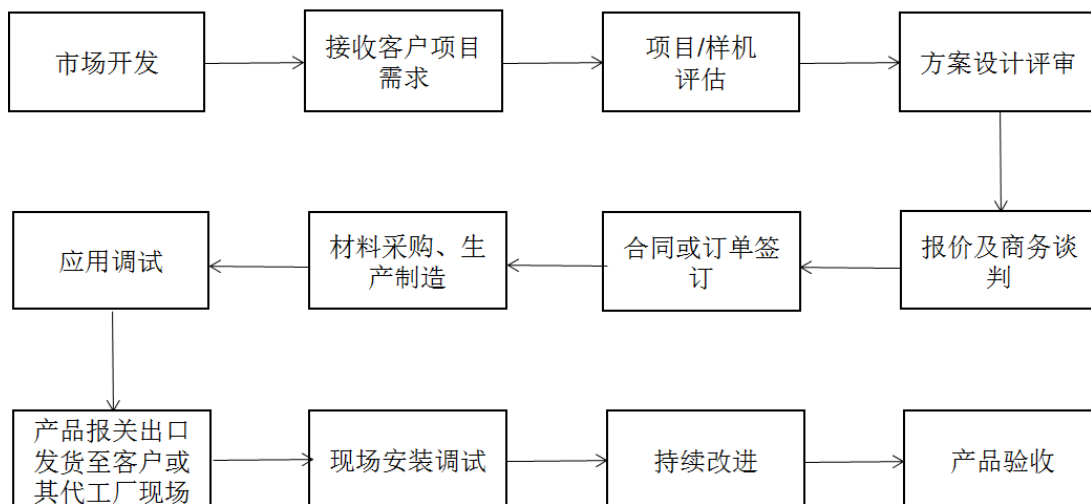 市场开发
接收客户项目
需求
项目/样机
评估
方案设计评审
应用调试
材料采购、生
产制造
合同或订单签
订
报价及商务谈
判
产品报关出口
发货至客户或
其代工厂现场
现场安装调试
持续改进
产品验收